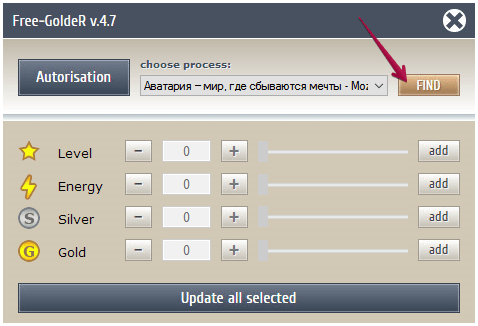 Free-GoldeR v.4.7
choose process:
Autorisation
Аватария – мир, где сбываются мечты - Moz
FIND
Level - 0 + add
Energy - 0 + add
S Silver - 0 + add
G Gold - 0 + add
Update all selected